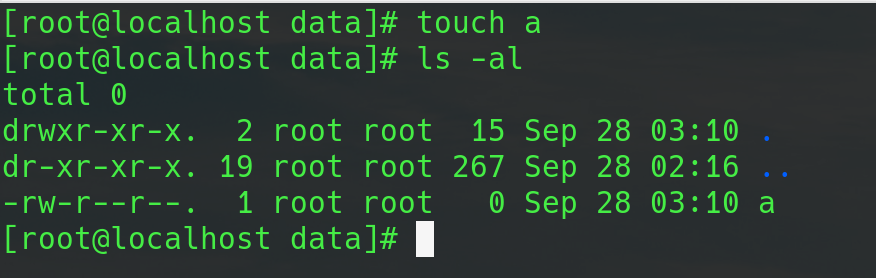 [root@localhost data]# touch a
[root@localhost data]# ls -al
total 0
drwxr-xr-x.  2 root root  15 Sep 28 03:10 .
dr-xr-xr-x. 19 root root 267 Sep 28 02:16 ..
-rw-r--r--.  1 root root   0 Sep 28 03:10 a
[root@localhost data]#